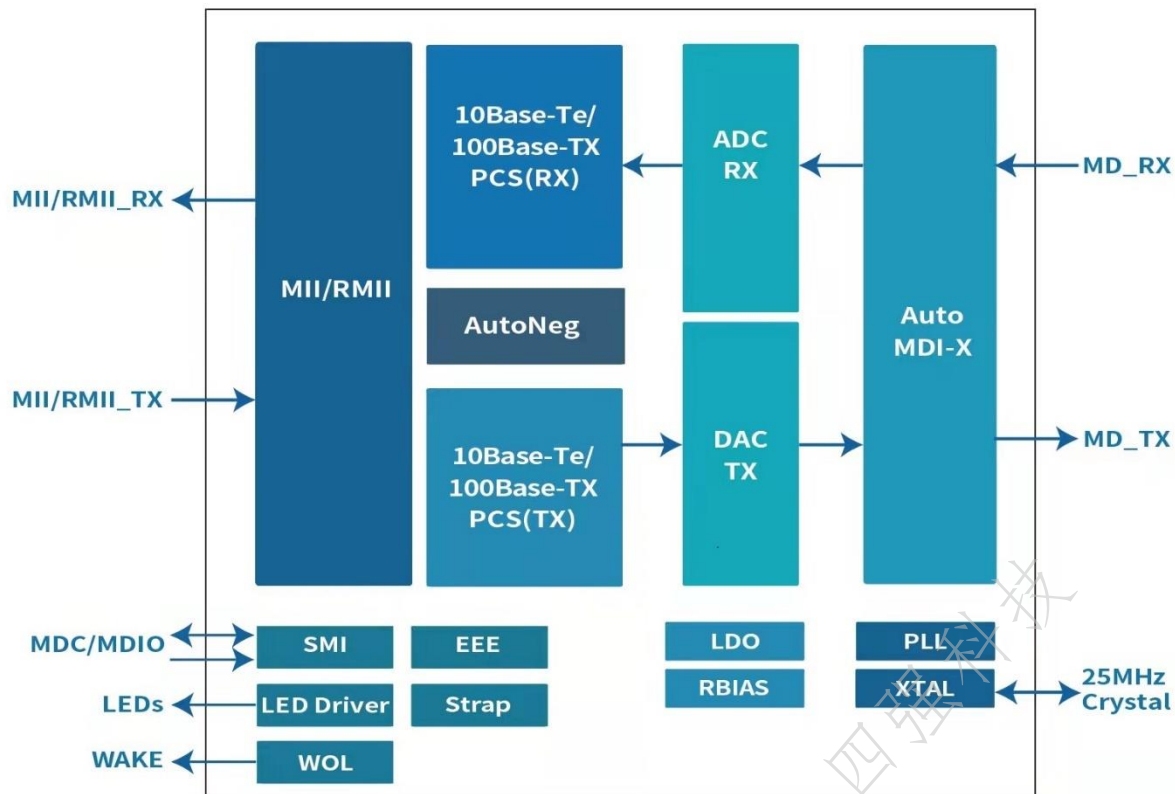 10Base-Te/
100Base-TX
PCS(RX)
ADC
RX
MD_RX
MII/RMII_RX
MII/RMII
AutoNeg
Auto
MDI-X
MII/RMII_TX
10Base-Te/
100Base-TX
PCS(TX)
DAC
TX
MD_TX
MDC/MDIO
SMI
EEE
LDO
PLL
LEDs
LED Driver
Strap
RBIAS
XTAL
25MHz
Crystal
WAKE
WOL
四强科技